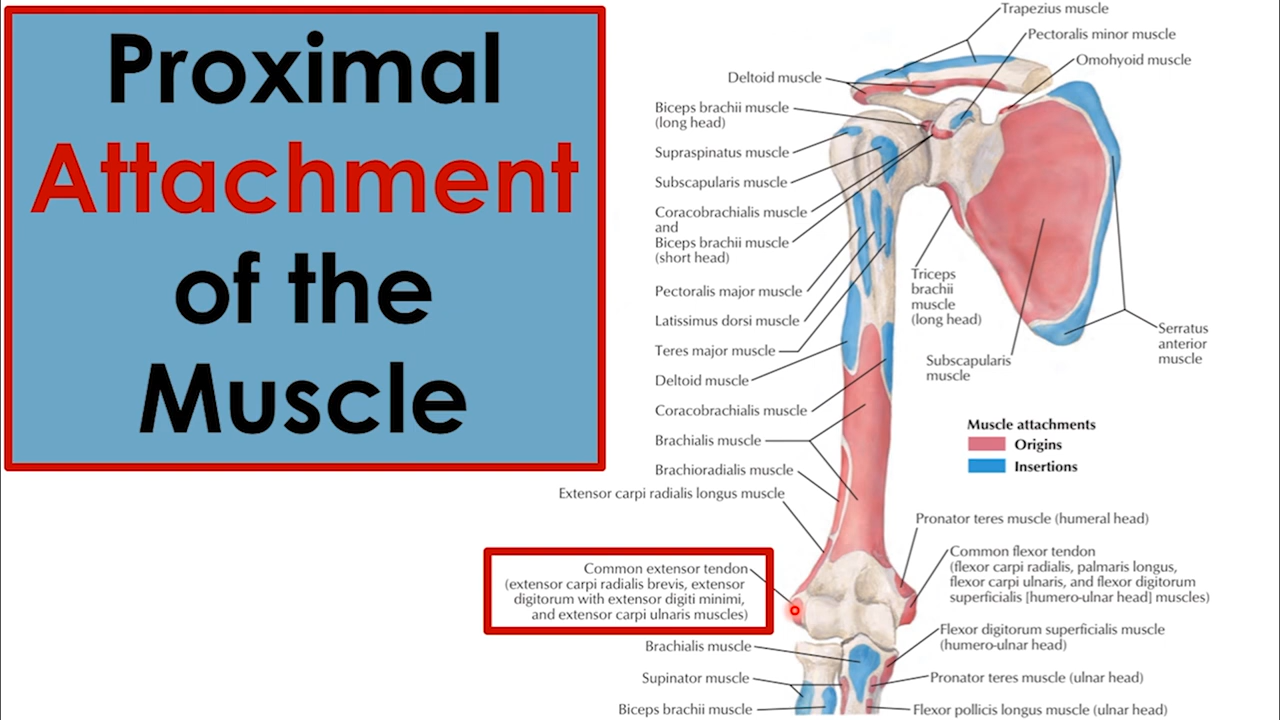 Proximal
Attachment
of the
Muscle
Trapezius muscle
Pectoralis minor muscle
Omohyoid muscle
Deltoid muscle
Biceps brachii muscle
(long head)
Supraspinatus muscle
Subscapularis muscle
Coracobrachialis muscle
and
Biceps brachii muscle
(short head)
Pectoralis major muscle
Latissimus dorsi muscle
Teres major muscle
Deltoid muscle
Coracobrachialis muscle
Brachialis muscle
Brachioradialis muscle
Extensor carpi radialis longus muscle
Common extensor tendon
(extensor carpi radialis brevis, extensor
digitorum with extensor digiti minimi,
and extensor carpi ulnaris muscles)
Brachialis muscle
Supinator muscle
Biceps brachii muscle
Triceps
brachii
muscle
(long head)
Subscapularis
muscle
Serratus
anterior
muscle
Muscle attachments
Origins
Insertions
Pronator teres muscle (humeral head)
Common flexor tendon
(flexor carpi radialis, palmaris longus,
flexor carpi ulnaris, and flexor digitorum
superficialis [humero-ulnar head] muscles)
Flexor digitorum superficialis muscle
(humero-ulnar head)
Pronator teres muscle (ulnar head)
Flexor pollicis longus muscle (ulnar head)